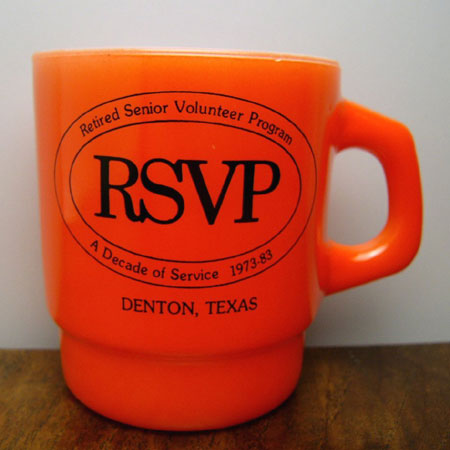 Retired Senior Volunteer Program
RSVP
A Decade of Service 1973-83
DENTON, TEXAS